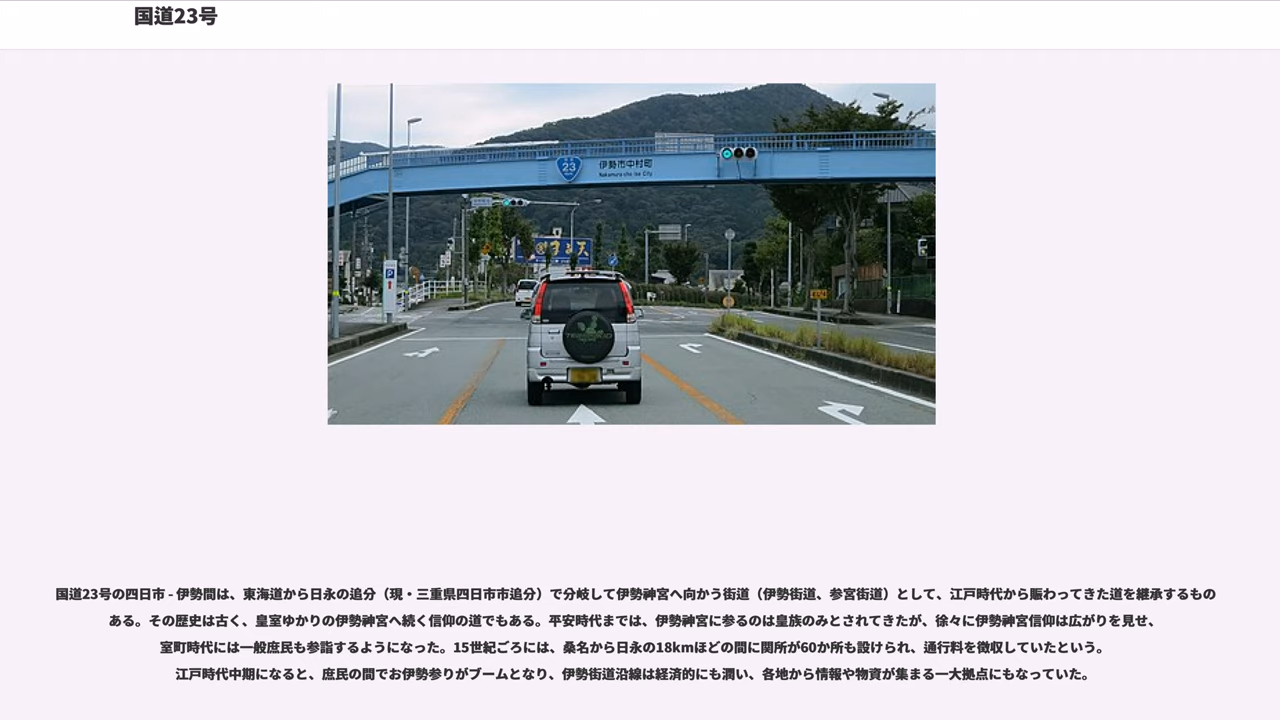 国道23号
23
伊勢市中村町
Nakamura cho Ise City
P
国道23号の四日市 - 伊勢間は、東海道から日永の追分（現・三重県四日市市追分）で分岐して伊勢神宮へ向かう街道（伊勢街道、参宮街道）として、江戸時代から賑わってきた道を継承するもの
ある。その歴史は古く、皇室ゆかりの伊勢神宮へ続く信仰の道でもある。平安時代までは、伊勢神宮に参るのは皇族のみとされてきたが、徐々に伊勢神宮信仰は広がりを見せ、
室町時代には一般庶民も参詣するようになった。15世紀ごろには、桑名から日永の18kmほどの間に関所が60か所も設けられ、通行料を徴収していたという。
江戸時代中期になると、庶民の間でお伊勢参りがブームとなり、伊勢街道沿線は経済的にも潤い、各地から情報や物資が集まる一大拠点にもなっていた。